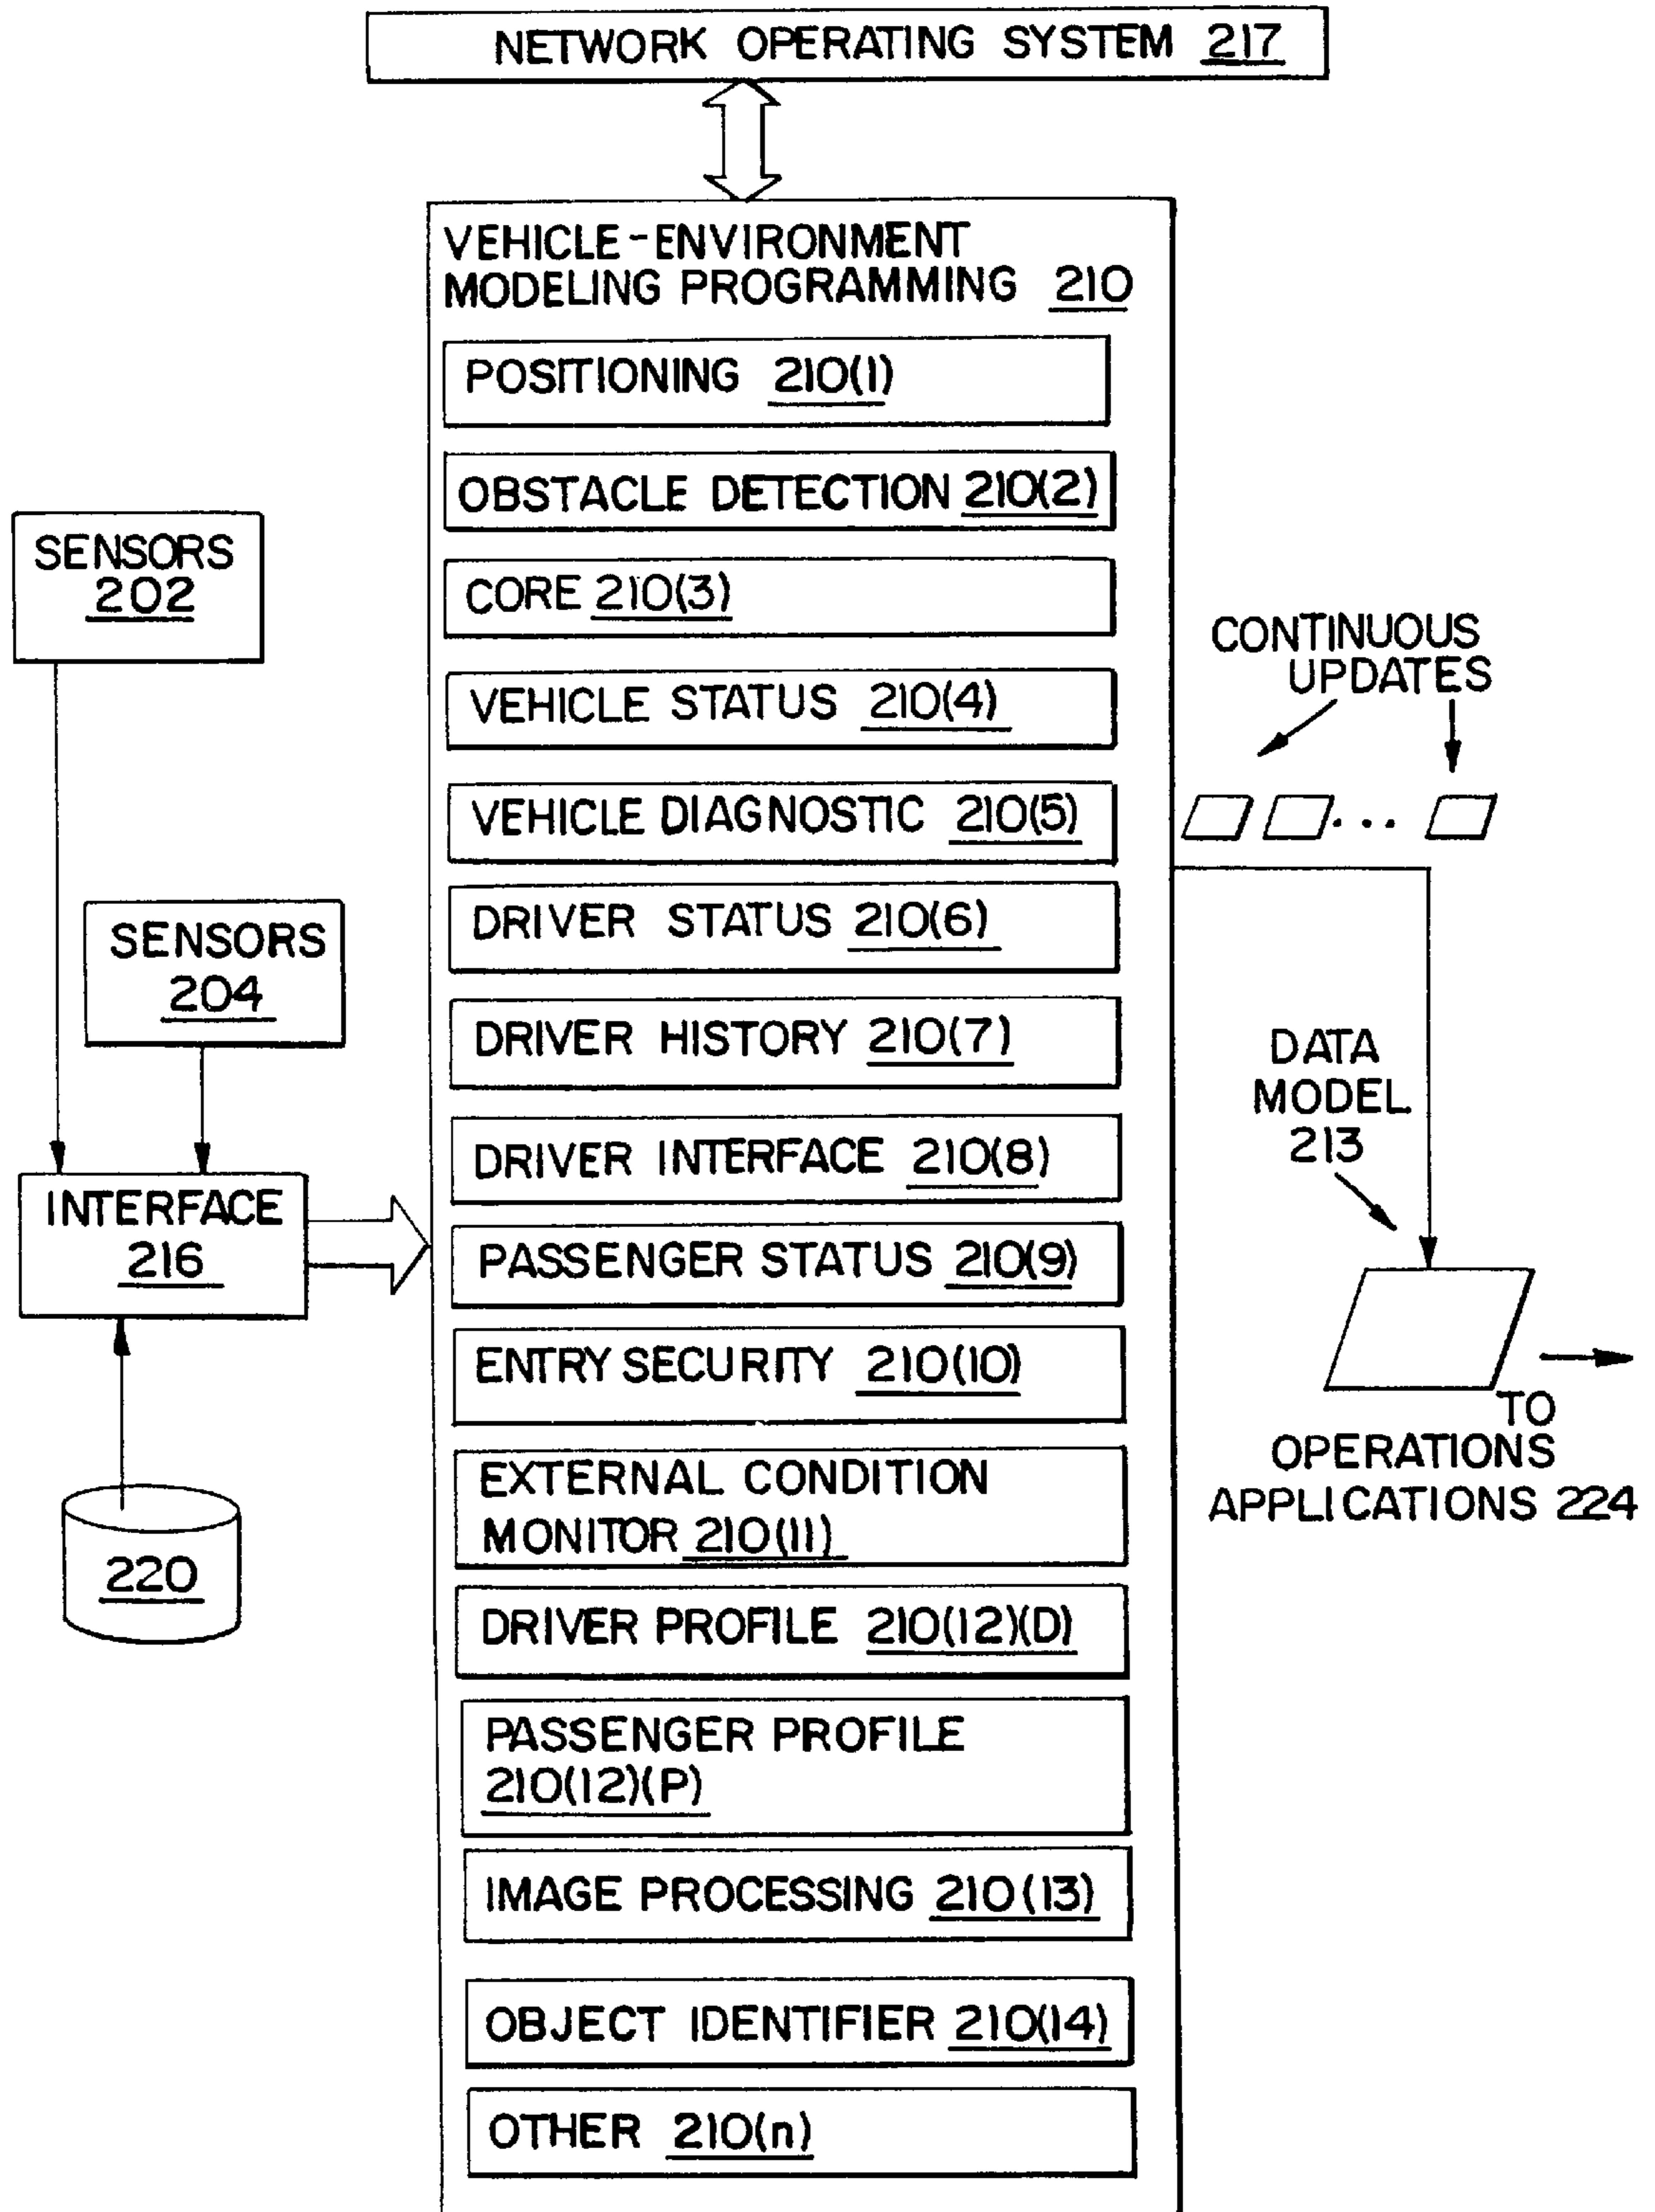 NETWORK OPERATING SYSTEM 217
VEHICLE-ENVIRONMENT
MODELING PROGRAMMING 210
POSITIONING 210(1)
OBSTACLE DETECTION 210(2)
CORE 210(3)
VEHICLE STATUS 210(4)
VEHICLE DIAGNOSTIC 210(5)
DRIVER STATUS 210(6)
DRIVER HISTORY 210(7)
DRIVER INTERFACE 210(8)
PASSENGER STATUS 210(9)
ENTRY SECURITY 210(10)
EXTERNAL CONDITION
MONITOR 210(11)
DRIVER PROFILE 210(12)(D)
PASSENGER PROFILE
210(12)(P)
IMAGE PROCESSING 210(13)
OBJECT IDENTIFIER 210(14)
OTHER 210(n)
SENSORS
202
SENSORS
204
INTERFACE
216
220
CONTINUOUS
UPDATES
...
DATA
MODEL
213
TO
OPERATIONS
APPLICATIONS 224